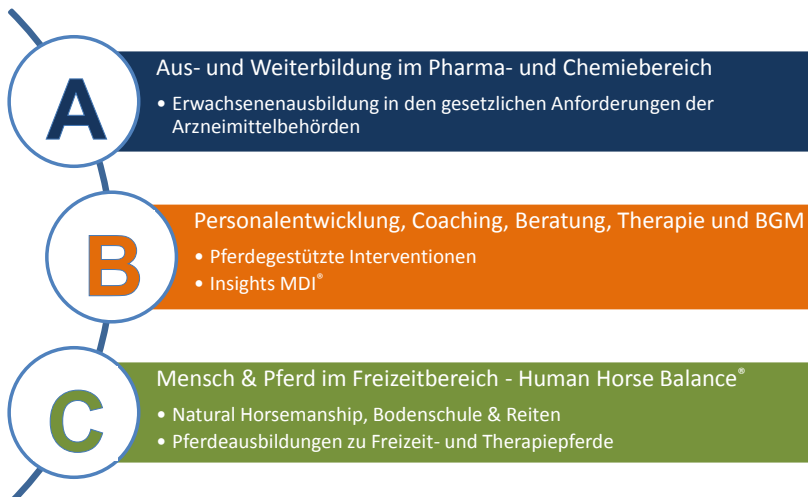 A
Aus- und Weiterbildung im Pharma- und Chemiebereich
• Erwachsenenausbildung in den gesetzlichen Anforderungen der
Arzneimittelbehörden
B
Personalentwicklung, Coaching, Beratung, Therapie und BGM
• Pferdegestützte Interventionen
• Insights MDI®
C
Mensch & Pferd im Freizeitbereich - Human Horse Balance®
• Natural Horsemanship, Bodenschule & Reiten
• Pferdeausbildungen zu Freizeit- und Therapiepferde